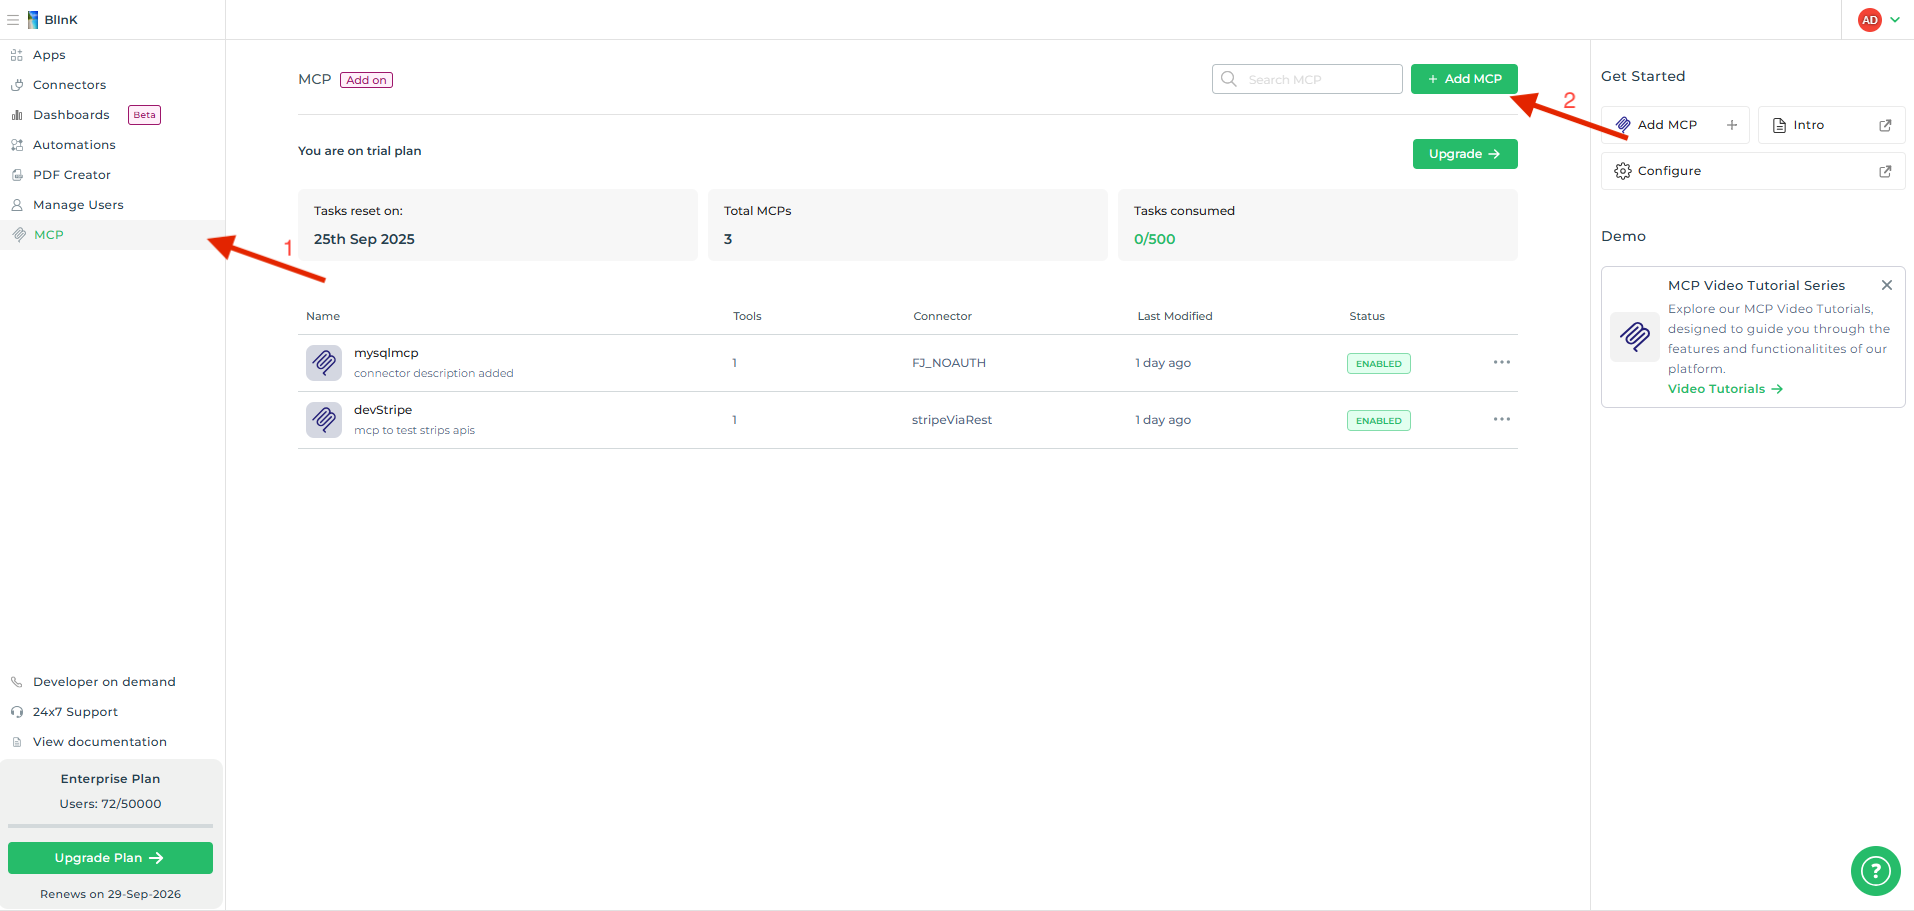 BlInK
AD
Apps
Connectors
Dashboards Beta
Automations
PDF Creator
Manage Users
MCP
1
MCP Add on
Search MCP
+ Add MCP
2
You are on trial plan
Upgrade →
Tasks reset on:
25th Sep 2025
Total MCPs
3
Tasks consumed
0/500
Name Tools Connector Last Modified Status
mysqlmcp
connector description added
1 FJ_NOAUTH 1 day ago ENABLED
devStripe
mcp to test strips apis
1 stripeViaRest 1 day ago ENABLED
Get Started
Add MCP +
Intro
Configure
Demo
MCP Video Tutorial Series
Explore our MCP Video Tutorials,
designed to guide you through the
features and functionalitites of our
platform.
Video Tutorials →
Developer on demand
24x7 Support
View documentation
Enterprise Plan
Users: 72/50000
Upgrade Plan →
Renews on 29-Sep-2026
?